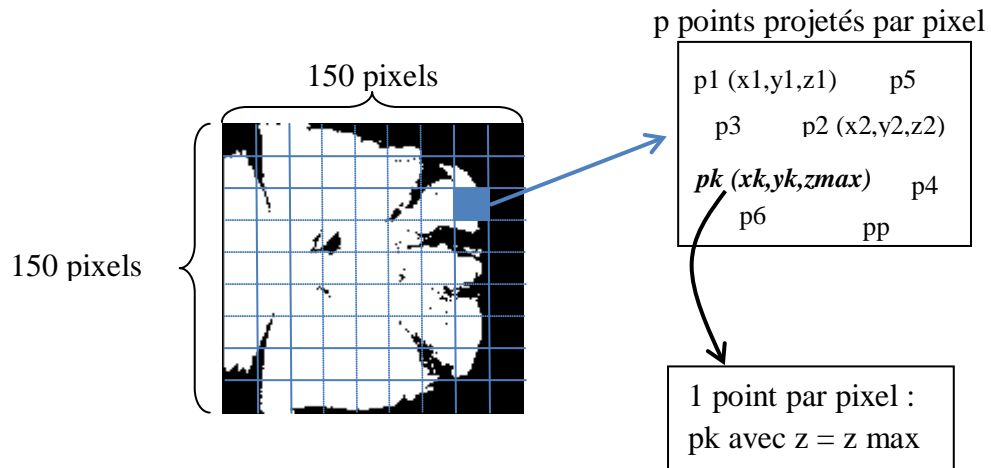 p points projetés par pixel
150 pixels
p1 (x1,y1,z1) p5
p3 p2 (x2,y2,z2)
pk (xk,yk,zmax) p4
p6 pp
150 pixels
1 point par pixel :
pk avec z = z max